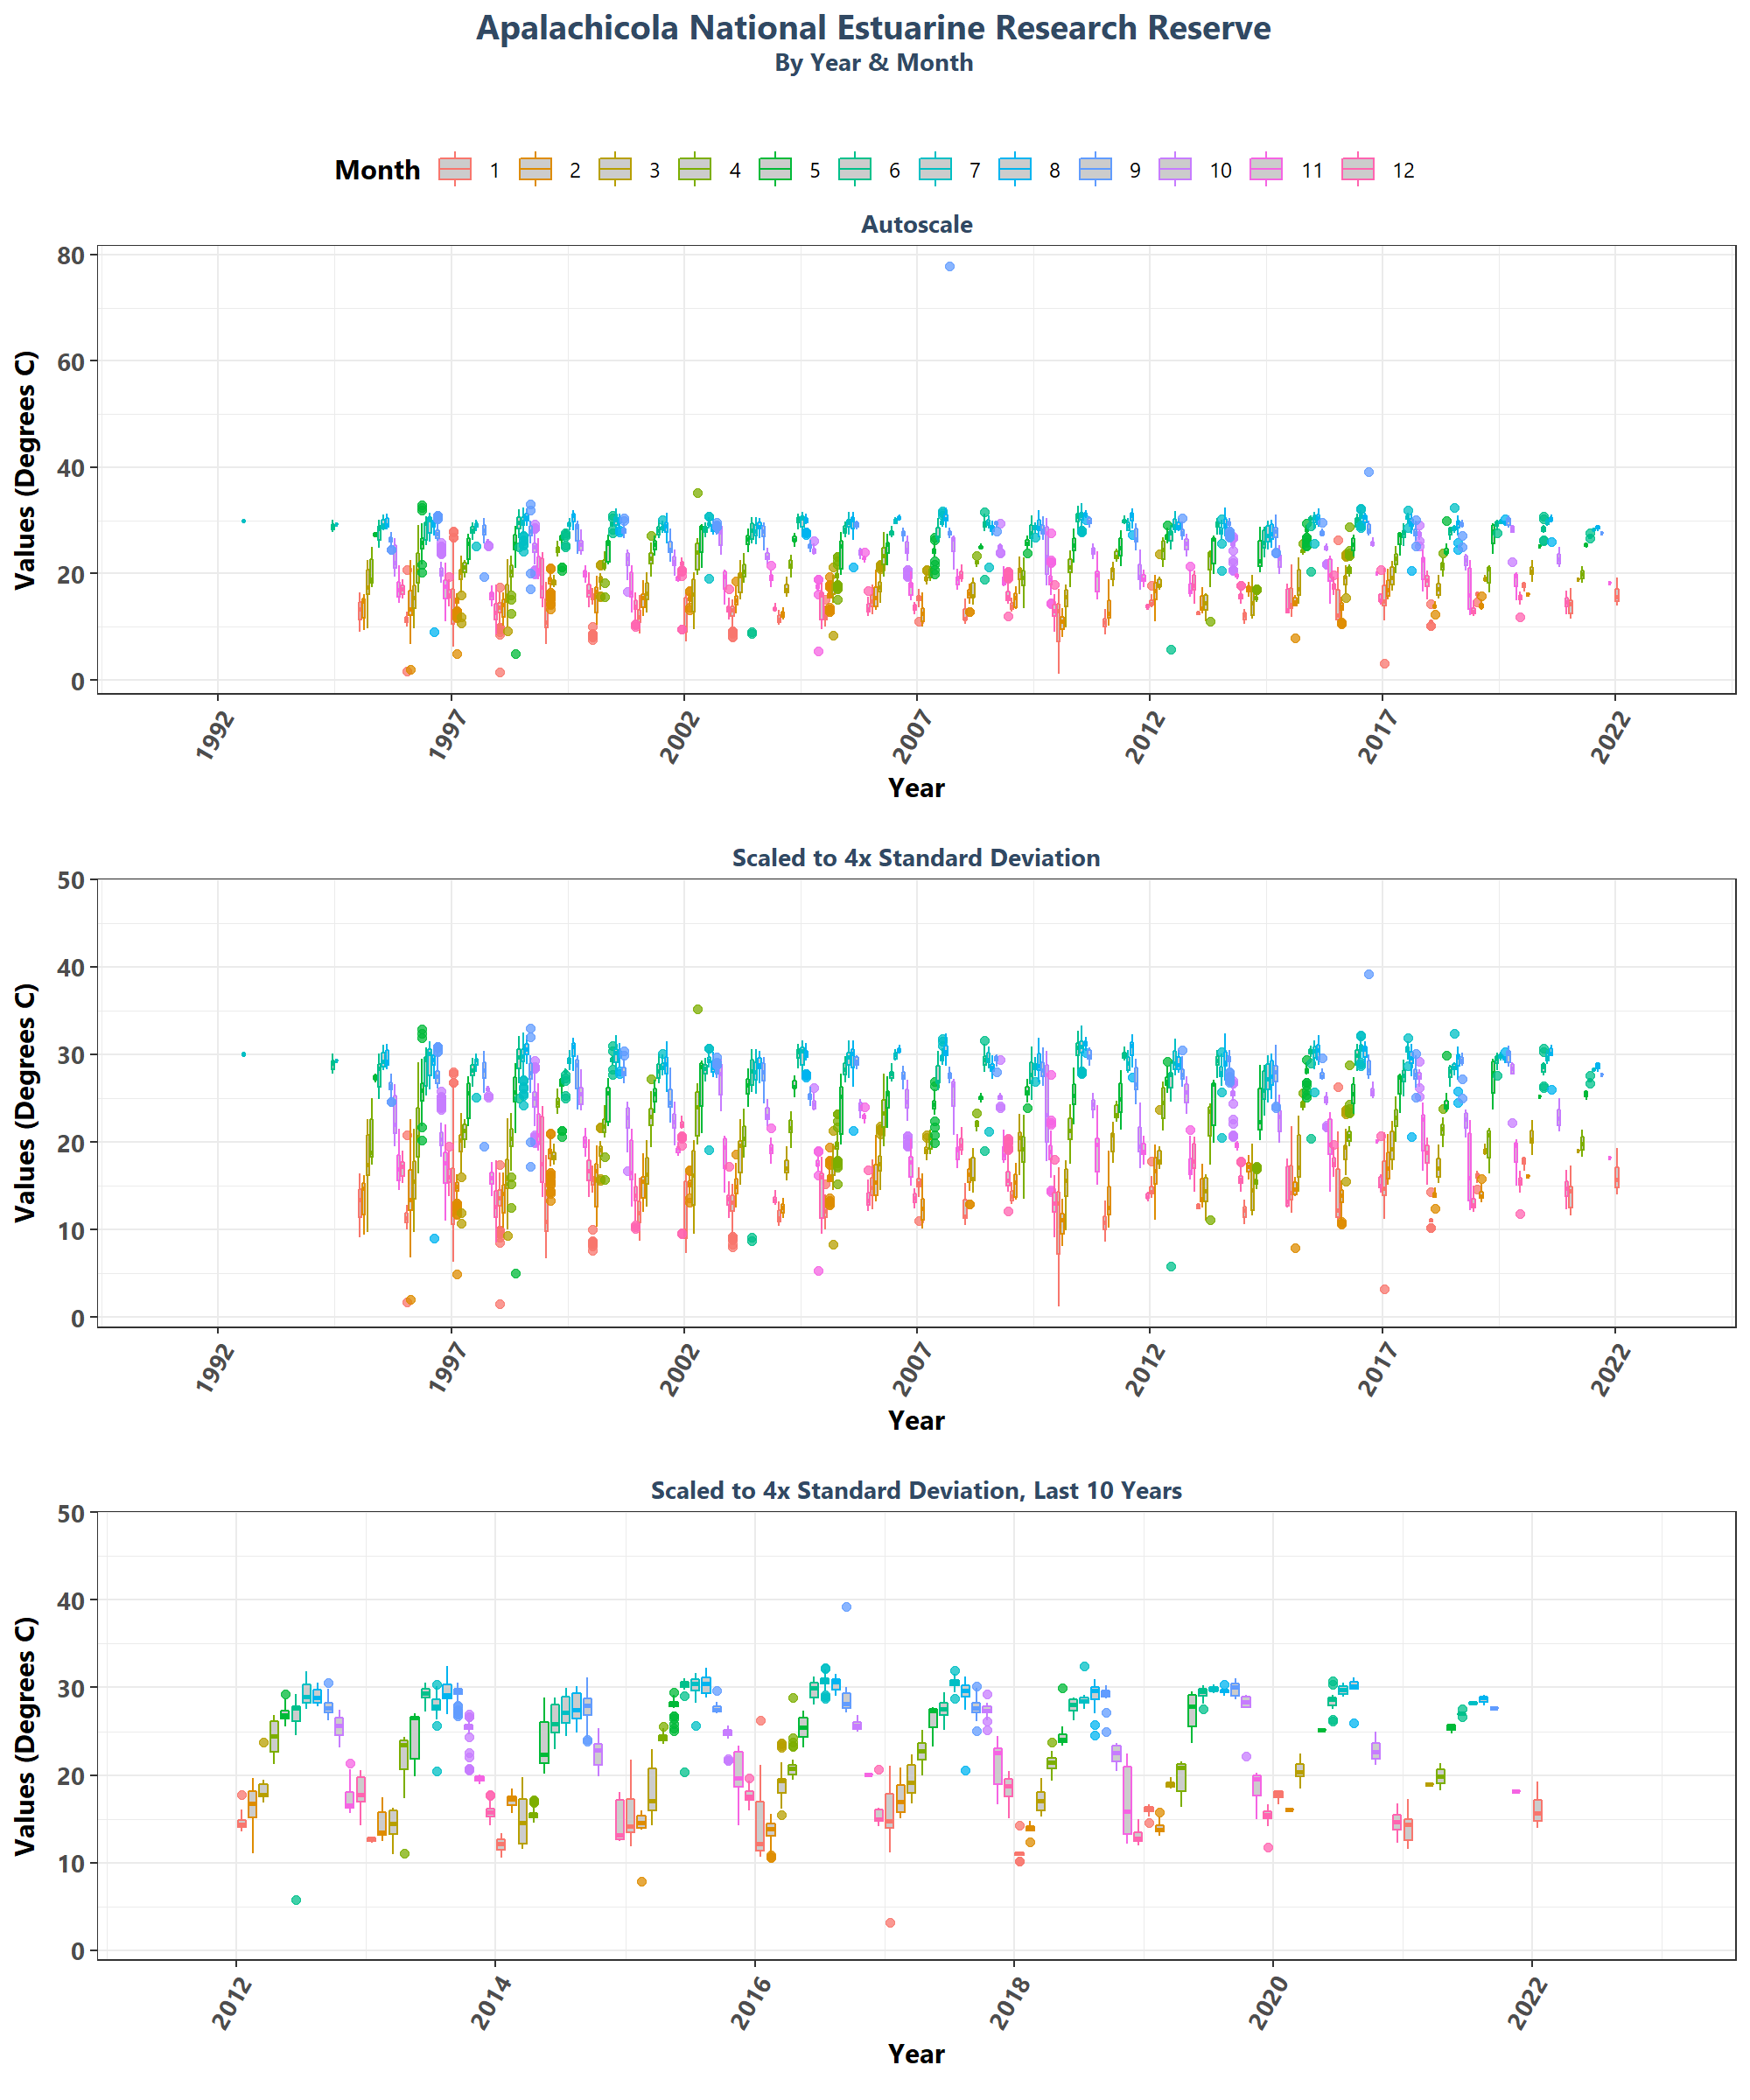 Apalachicola National Estuarine Research Reserve
By Year & Month
Month 1 2 3 4 5 6 7 8 9 10 11 12
Autoscale
Values (Degrees C)
80
60
40
20
0
1992 1997 2002 2007 2012 2017 2022
Year
Scaled to 4x Standard Deviation
Values (Degrees C)
50
40
30
20
10
0
1992 1997 2002 2007 2012 2017 2022
Year
Scaled to 4x Standard Deviation, Last 10 Years
Values (Degrees C)
50
40
30
20
10
0
2012 2014 2016 2018 2020 2022
Year